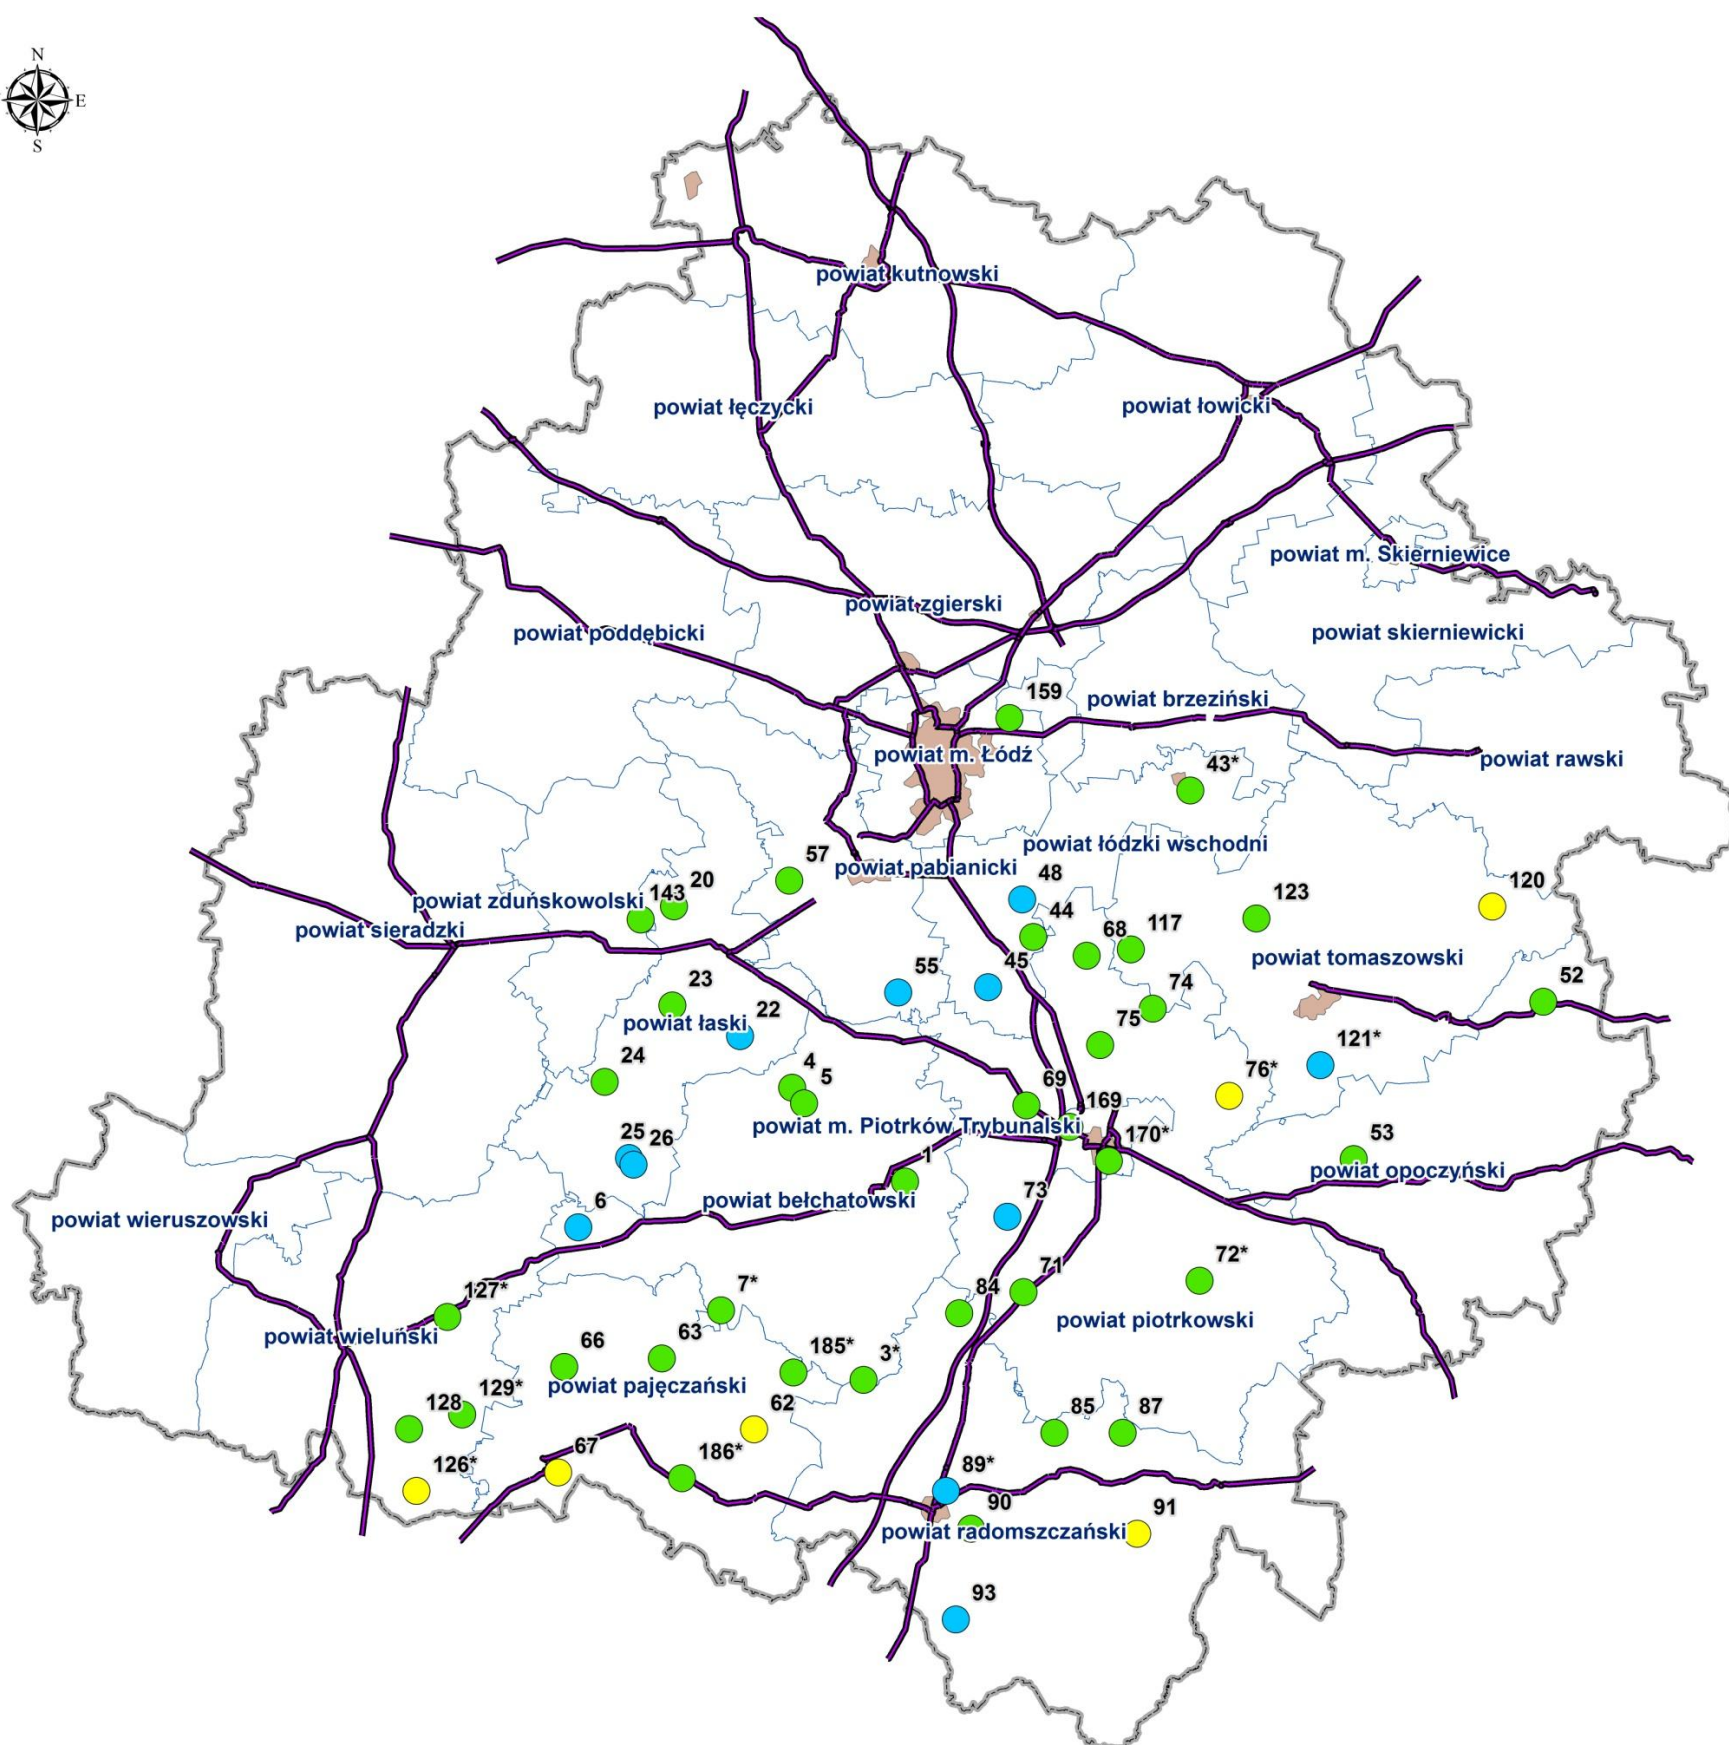 N
E
S
powiat kutnowski
powiat łęczycki
powiat łowicki
powiat m. Skierniewice
powiat zgierski
powiat poddębicki
powiat skierniewicki
159
powiat brzeziński
powiat m. Łódź
43*
powiat rawski
powiat łódzki wschodni
57
powiat pabianicki
48
20
143
120
powiat zduńskowolski
44
123
117
68
powiat sieradzki
55
45
powiat tomaszowski
52
23
22
74
powiat łaski
75
121*
24
4
5
76*
69
169
powiat m. Piotrków Trybunalski
25
26
170*
53
1
powiat opoczyński
6
powiat bełchatowski
73
powiat wieruszowski
72*
71
127*
7*
84
powiat wieluński
powiat piotrkowski
66
63
185*
3*
powiat pajęczański
129*
128
62
85
87
67
186*
126*
89*
90
91
powiat radomszczański
93